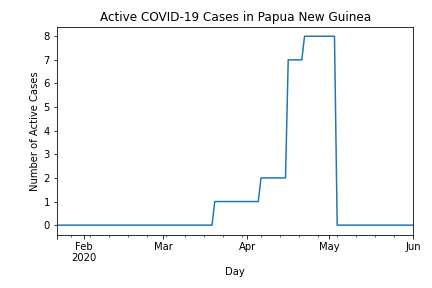 Active COVID-19 Cases in Papua New Guinea
Number of Active Cases
8
7
6
5
4
3
2
1
0
Feb Mar Apr May Jun
2020
Day